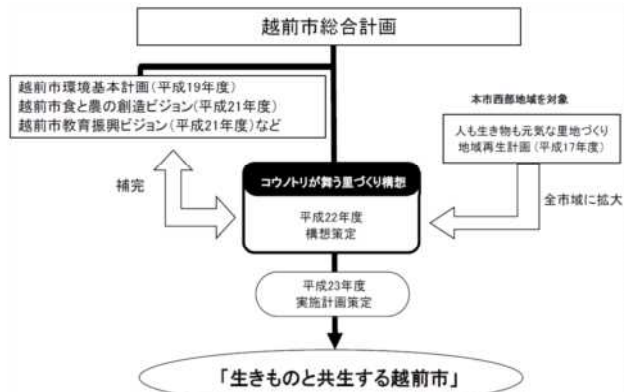 越前市総合計画
越前市環境基本計画(平成19年度)
越前市食と農の創造ビジョン(平成21年度)
越前市教育振興ビジョン(平成21年度)など
本市西部地域を対象
人も生き物も元気な里地づくり
地域再生計画(平成17年度)
補完
コウノトリが舞う里づくり構想
平成22年度
構想策定
全市域に拡大
平成23年度
実施計画策定
「生きものと共生する越前市」